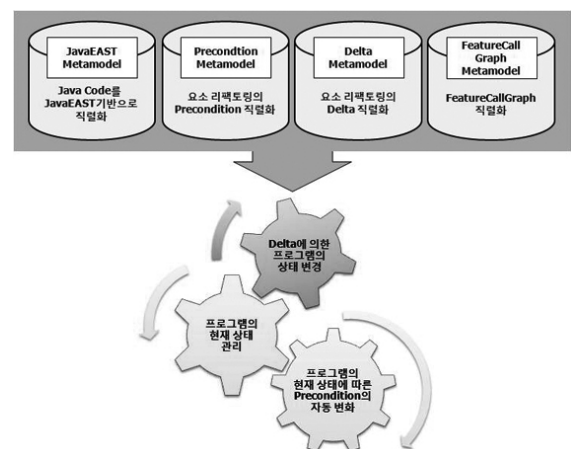 JavaEAST
Metamodel
Java Code를
JavaEAST기반으로
직렬화
Precondtion
Metamodel
요소 리팩토링의
Precondition 직렬화
Delta
Metamodel
요소 리팩토링의
Delta 직렬화
FeatureCall
Graph
Metamodel
FeatureCallGraph
직렬화
Delta에 의한
프로그램의
상태 변경
프로그램의
현재 상태
관리
프로그램의
현재 상태에 따른
Precondition의
자동 변화